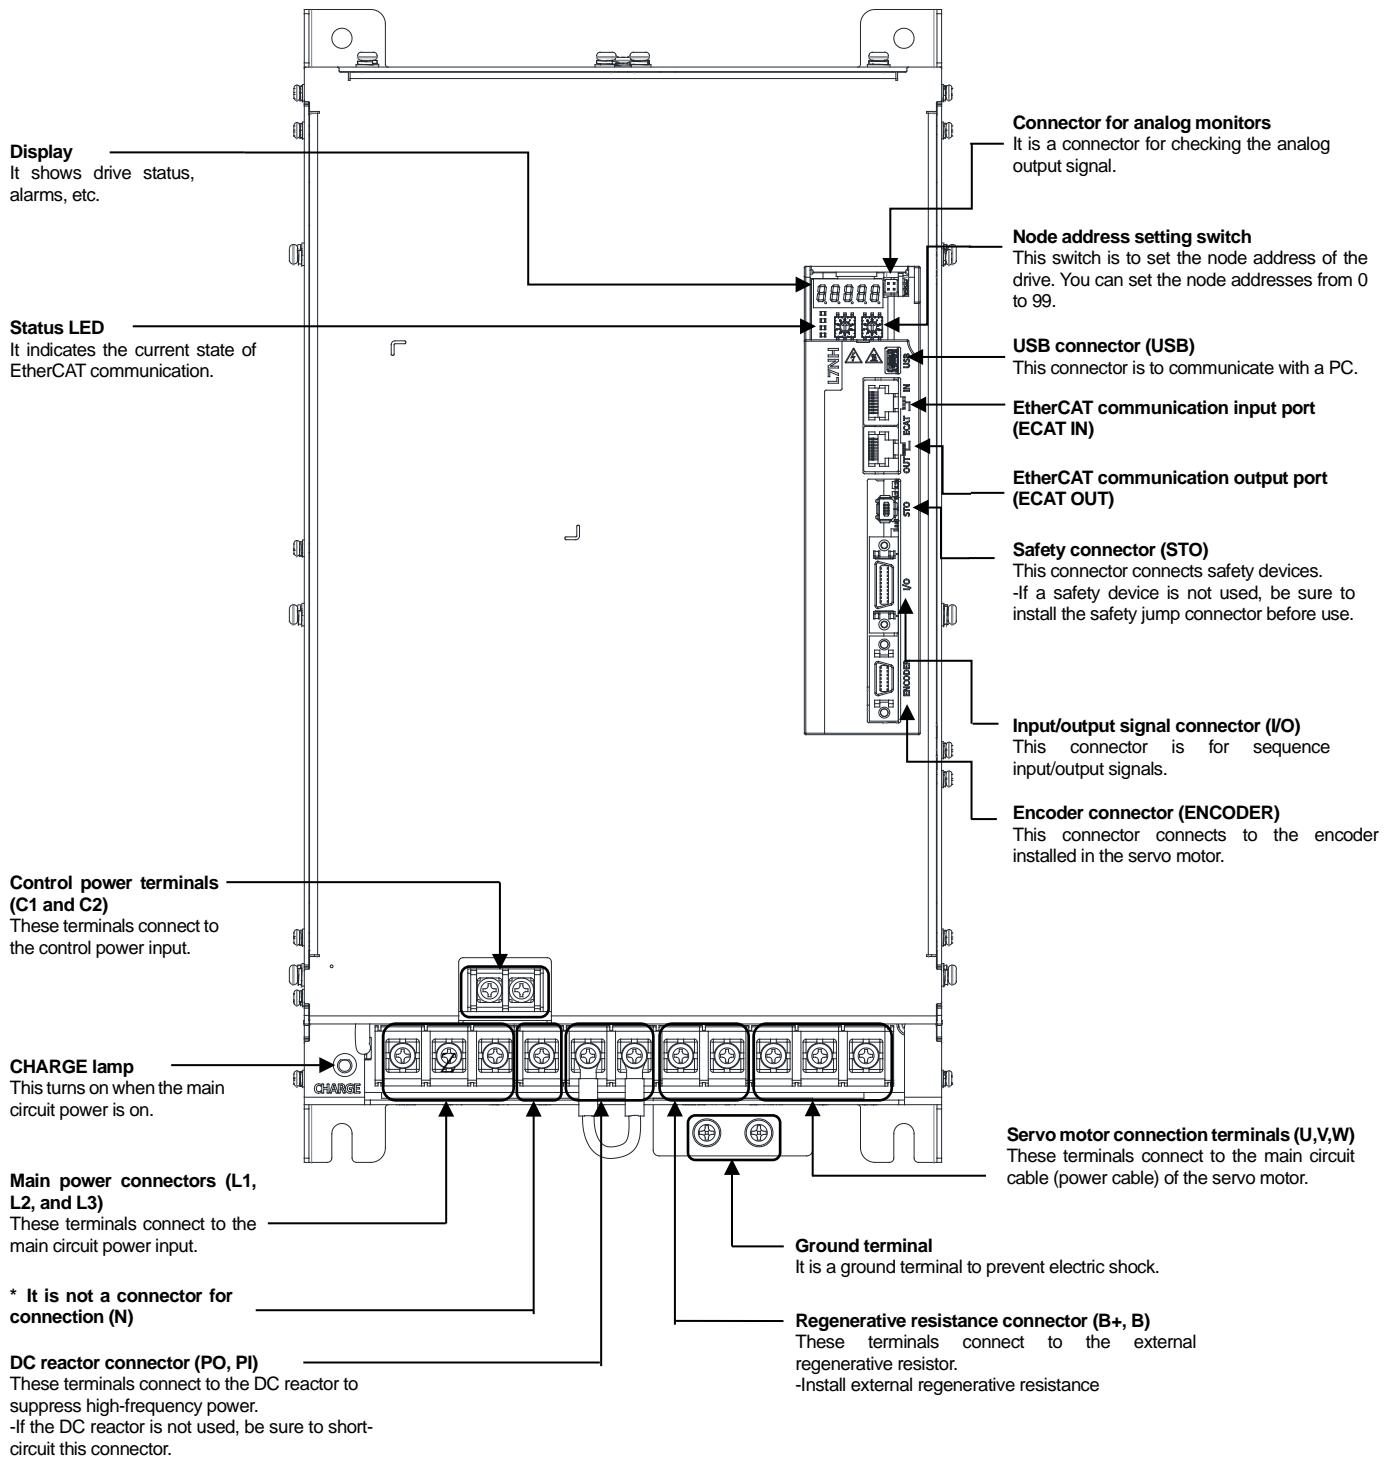 Display
It shows drive status,
alarms, etc.
Status LED
It indicates the current state of
EtherCAT communication.
Control power terminals
(C1 and C2)
These terminals connect to
the control power input.
CHARGE lamp
This turns on when the main
circuit power is on.
Main power connectors (L1,
L2, and L3)
These terminals connect to the
main circuit power input.
* It is not a connector for
connection (N)
DC reactor connector (PO, PI)
These terminals connect to the DC reactor to
suppress high-frequency power.
-If the DC reactor is not used, be sure to short-
circuit this connector.
L7NH
USB
IN
ECAT
OUT
STO
I/O
ENCODER
CHARGE
Connector for analog monitors
It is a connector for checking the analog
output signal.
Node address setting switch
This switch is to set the node address of the
drive. You can set the node addresses from 0
to 99.
USB connector (USB)
This connector is to communicate with a PC.
EtherCAT communication input port
(ECAT IN)
EtherCAT communication output port
(ECAT OUT)
Safety connector (STO)
This connector connects safety devices.
-If a safety device is not used, be sure to
install the safety jump connector before use.
Input/output signal connector (I/O)
This connector is for sequence
input/output signals.
Encoder connector (ENCODER)
This connector connects to the encoder
installed in the servo motor.
Servo motor connection terminals (U,V,W)
These terminals connect to the main circuit
cable (power cable) of the servo motor.
Ground terminal
It is a ground terminal to prevent electric shock.
Regenerative resistance connector (B+, B)
These terminals connect to the external
regenerative resistor.
-Install external regenerative resistance